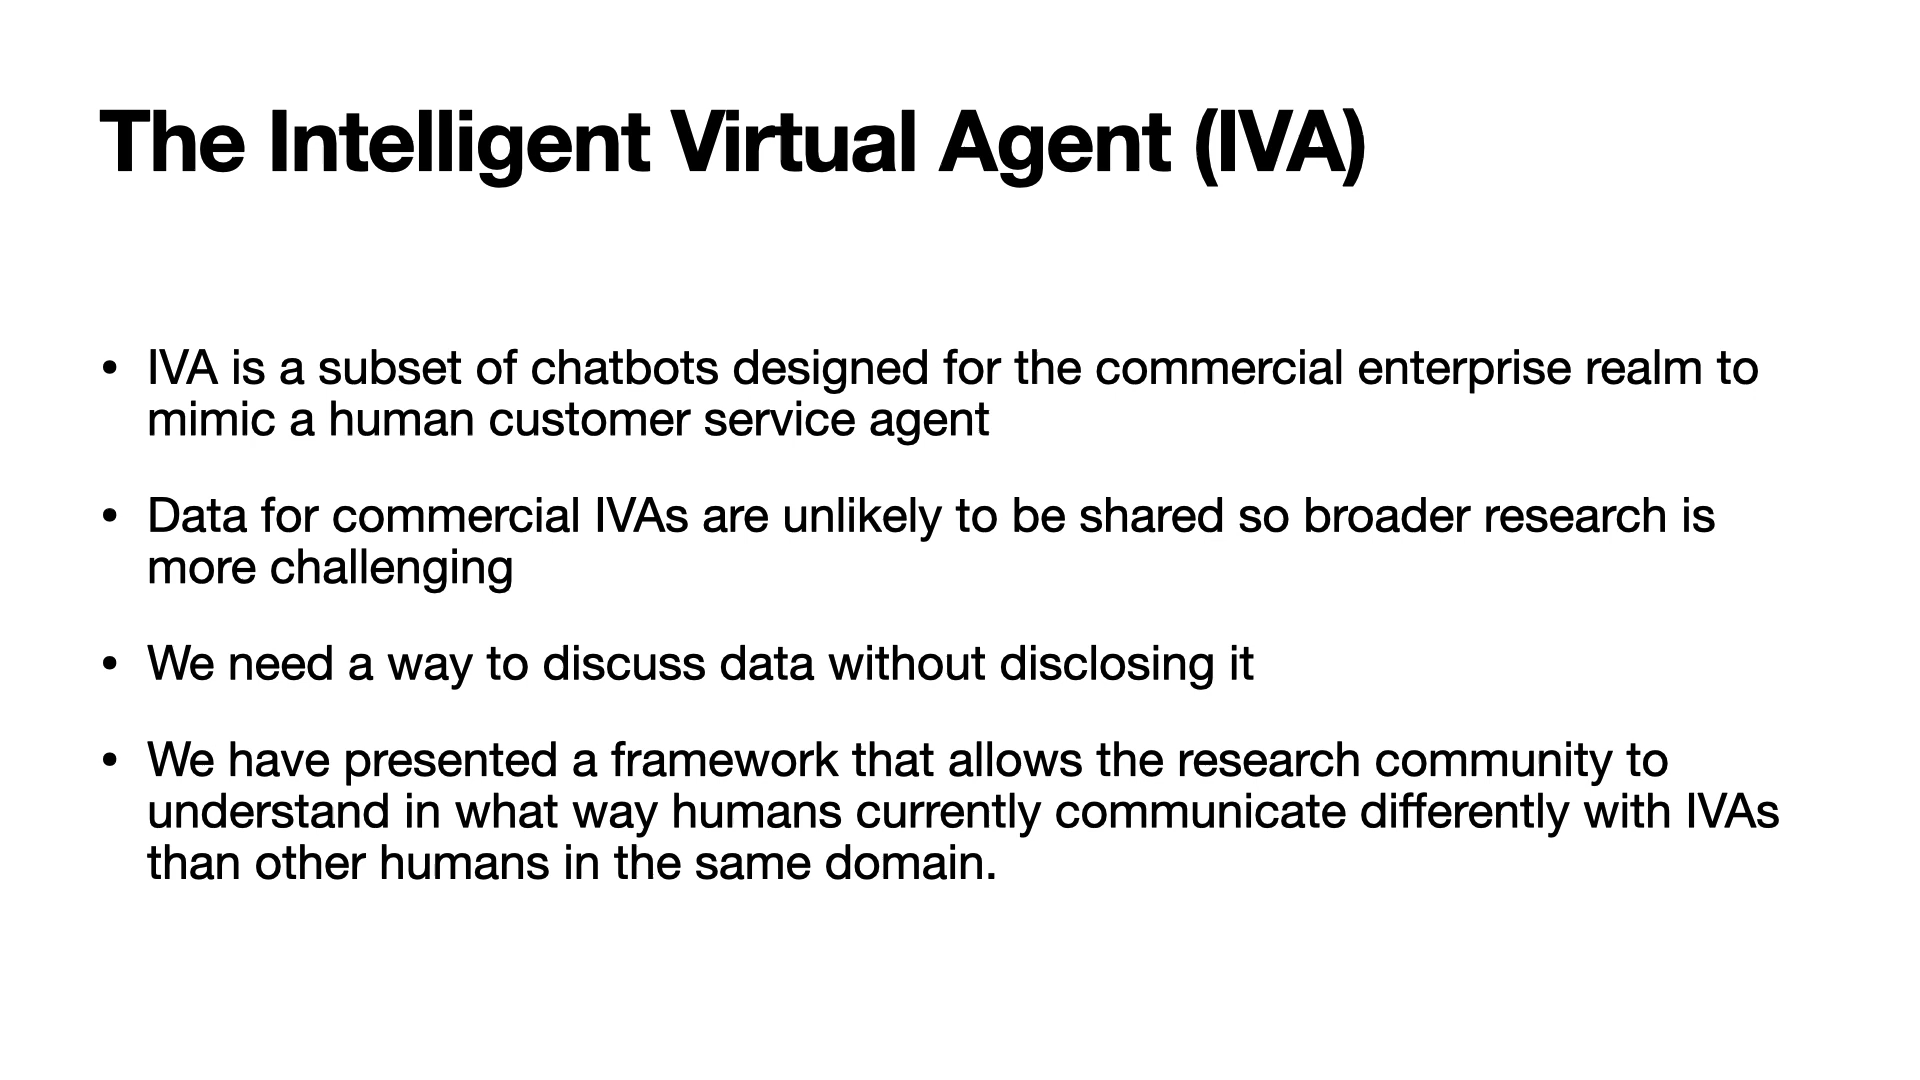 The Intelligent Virtual Agent (IVA)
• IVA is a subset of chatbots designed for the commercial enterprise realm to
mimic a human customer service agent
• Data for commercial IVAs are unlikely to be shared so broader research is
more challenging
• We need a way to discuss data without disclosing it
• We have presented a framework that allows the research community to
understand in what way humans currently communicate differently with IVAs
than other humans in the same domain.